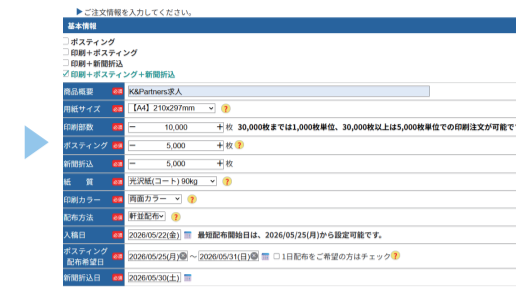 ▶ご注文情報を入力してください。
基本情報
ポスティング
印刷＋ポスティング
印刷＋新聞折込
印刷＋ポスティング＋新聞折込
商品概要 必須 K&Partners求人
用紙サイズ 必須 【A4】210x297mm ?
印刷部数 必須 － 10,000 ＋ 枚 30,000枚までは1,000枚単位、30,000枚以上は5,000枚単位での印刷注文が可能で
ポスティング 必須 － 5,000 ＋ 枚 ?
新聞折込 必須 － 5,000 ＋ 枚
紙 質 必須 光沢紙(コート) 90kg ?
印刷カラー 必須 両面カラー ?
配布方法 必須 軒並配布 ?
入稿日 必須 2026/05/22(金) 最短配布開始日は、2026/05/25(月)から設定可能です。
ポスティング
配布希望日 必須 2026/05/25(月) ～ 2026/05/31(日) 1日配布をご希望の方はチェック ?
新聞折込日 必須 2026/05/30(土)